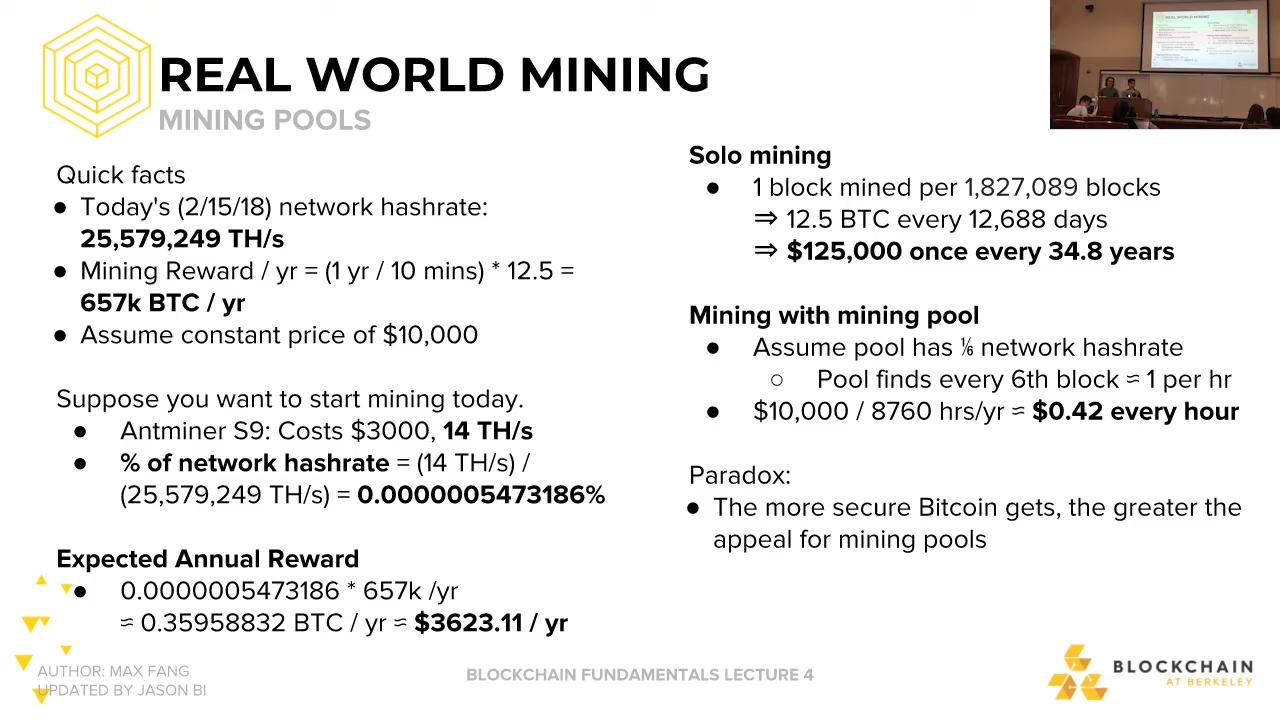 REAL WORLD MINING
MINING POOLS
Quick facts
● Today's (2/15/18) network hashrate:
25,579,249 TH/s
● Mining Reward / yr = (1 yr / 10 mins) * 12.5 =
657k BTC / yr
● Assume constant price of $10,000
Suppose you want to start mining today.
● Antminer S9: Costs $3000, 14 TH/s
● % of network hashrate = (14 TH/s) /
(25,579,249 TH/s) = 0.0000005473186%
Expected Annual Reward
● 0.0000005473186 * 657k /yr
≈ 0.35958832 BTC / yr ≈ $3623.11 / yr
Solo mining
● 1 block mined per 1,827,089 blocks
⇒ 12.5 BTC every 12,688 days
⇒ $125,000 once every 34.8 years
Mining with mining pool
● Assume pool has ⅙ network hashrate
○ Pool finds every 6th block ≈ 1 per hr
● $10,000 / 8760 hrs/yr ≈ $0.42 every hour
Paradox:
● The more secure Bitcoin gets, the greater the
appeal for mining pools
AUTHOR: MAX FANG
UPDATED BY JASON BI
BLOCKCHAIN FUNDAMENTALS LECTURE 4
BLOCKCHAIN
AT BERKELEY
REAL WORLD MINING